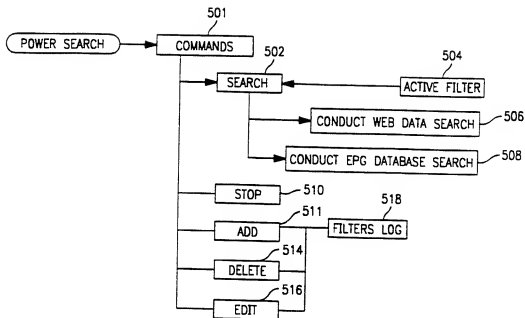 501
POWER SEARCH
COMMANDS
502
504
SEARCH
ACTIVE FILTER
CONDUCT WEB DATA SEARCH
506
CONDUCT EPG DATABASE SEARCH
508
STOP
510
518
511
ADD
FILTERS LOG
514
DELETE
516
EDIT